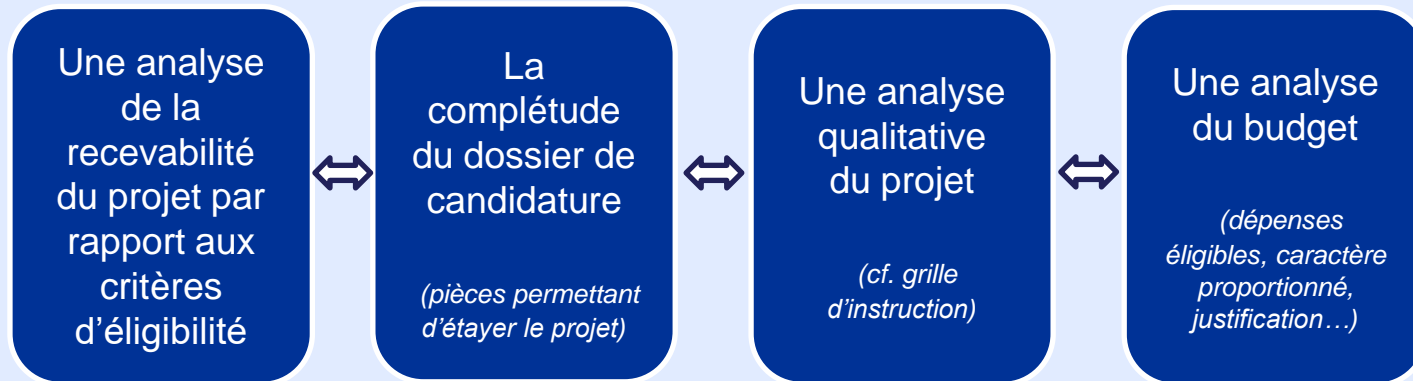 Une analyse
de la
recevabilité
du projet par
rapport aux
critères
d’éligibilité
La
complétude
du dossier de
candidature
(pièces permettant
d’étayer le projet)
Une analyse
qualitative
du projet
(cf. grille
d’instruction)
Une analyse
du budget
(dépenses
éligibles, caractère
proportionné,
justification…)